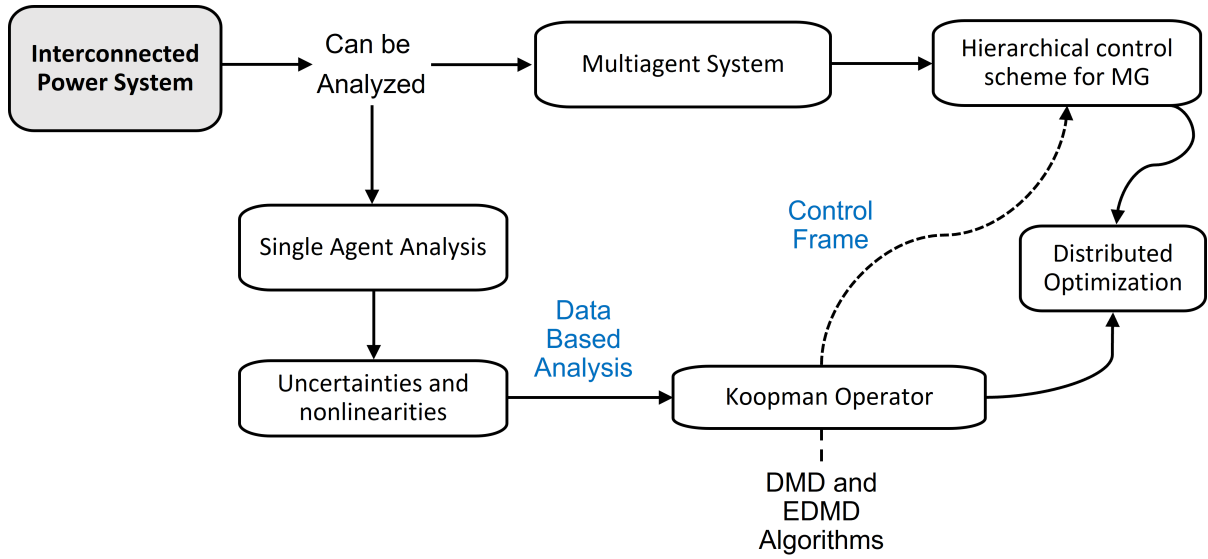 Interconnected
Power System
Can be
Analyzed
Multiagent System
Hierarchical control
scheme for MG
Single Agent Analysis
Control
Frame
Distributed
Optimization
Data
Based
Analysis
Uncertainties and
nonlinearities
Koopman Operator
DMD and
EDMD
Algorithms